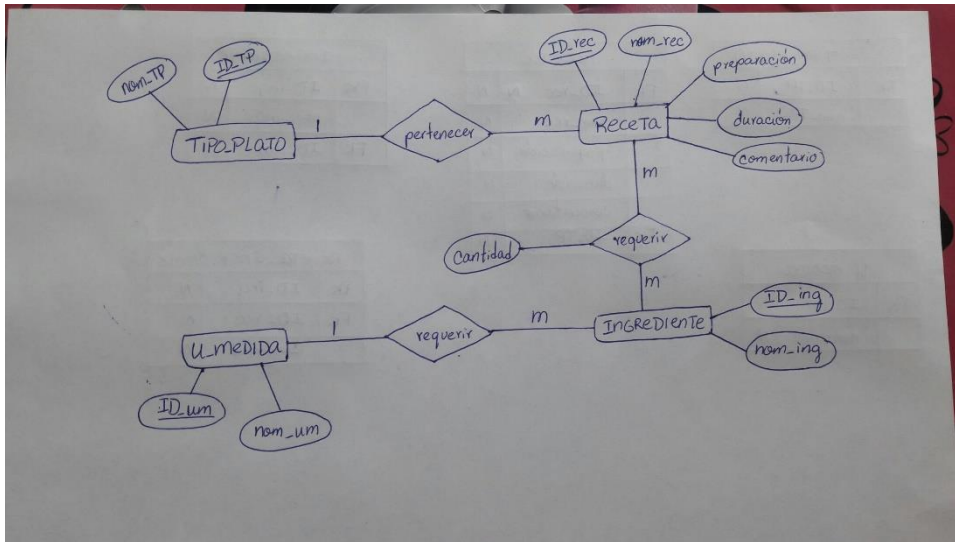 nom_TP
ID_TP
TIPO_PLATO
1
pertenecer
m
ID_rec
nom_rec
preparación
duración
comentario
Receta
m
cantidad
requerir
m
U_MEDIDA
1
requerir
m
INGREDIENTE
ID_ing
nom_ing
ID_um
nom_um